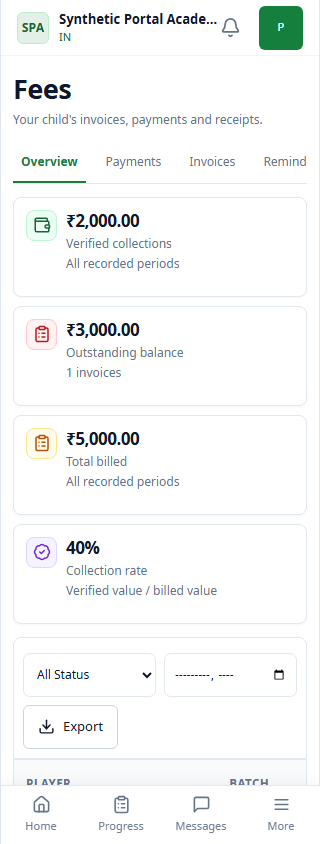 SPA
Synthetic Portal Acade...
IN
P
Fees
Your child's invoices, payments and receipts.
Overview Payments Invoices Remind
₹2,000.00
Verified collections
All recorded periods
₹3,000.00
Outstanding balance
1 invoices
₹5,000.00
Total billed
All recorded periods
40%
Collection rate
Verified value / billed value
All Status
---------, ----
Export
PLAYER BATCH
Home Progress Messages More